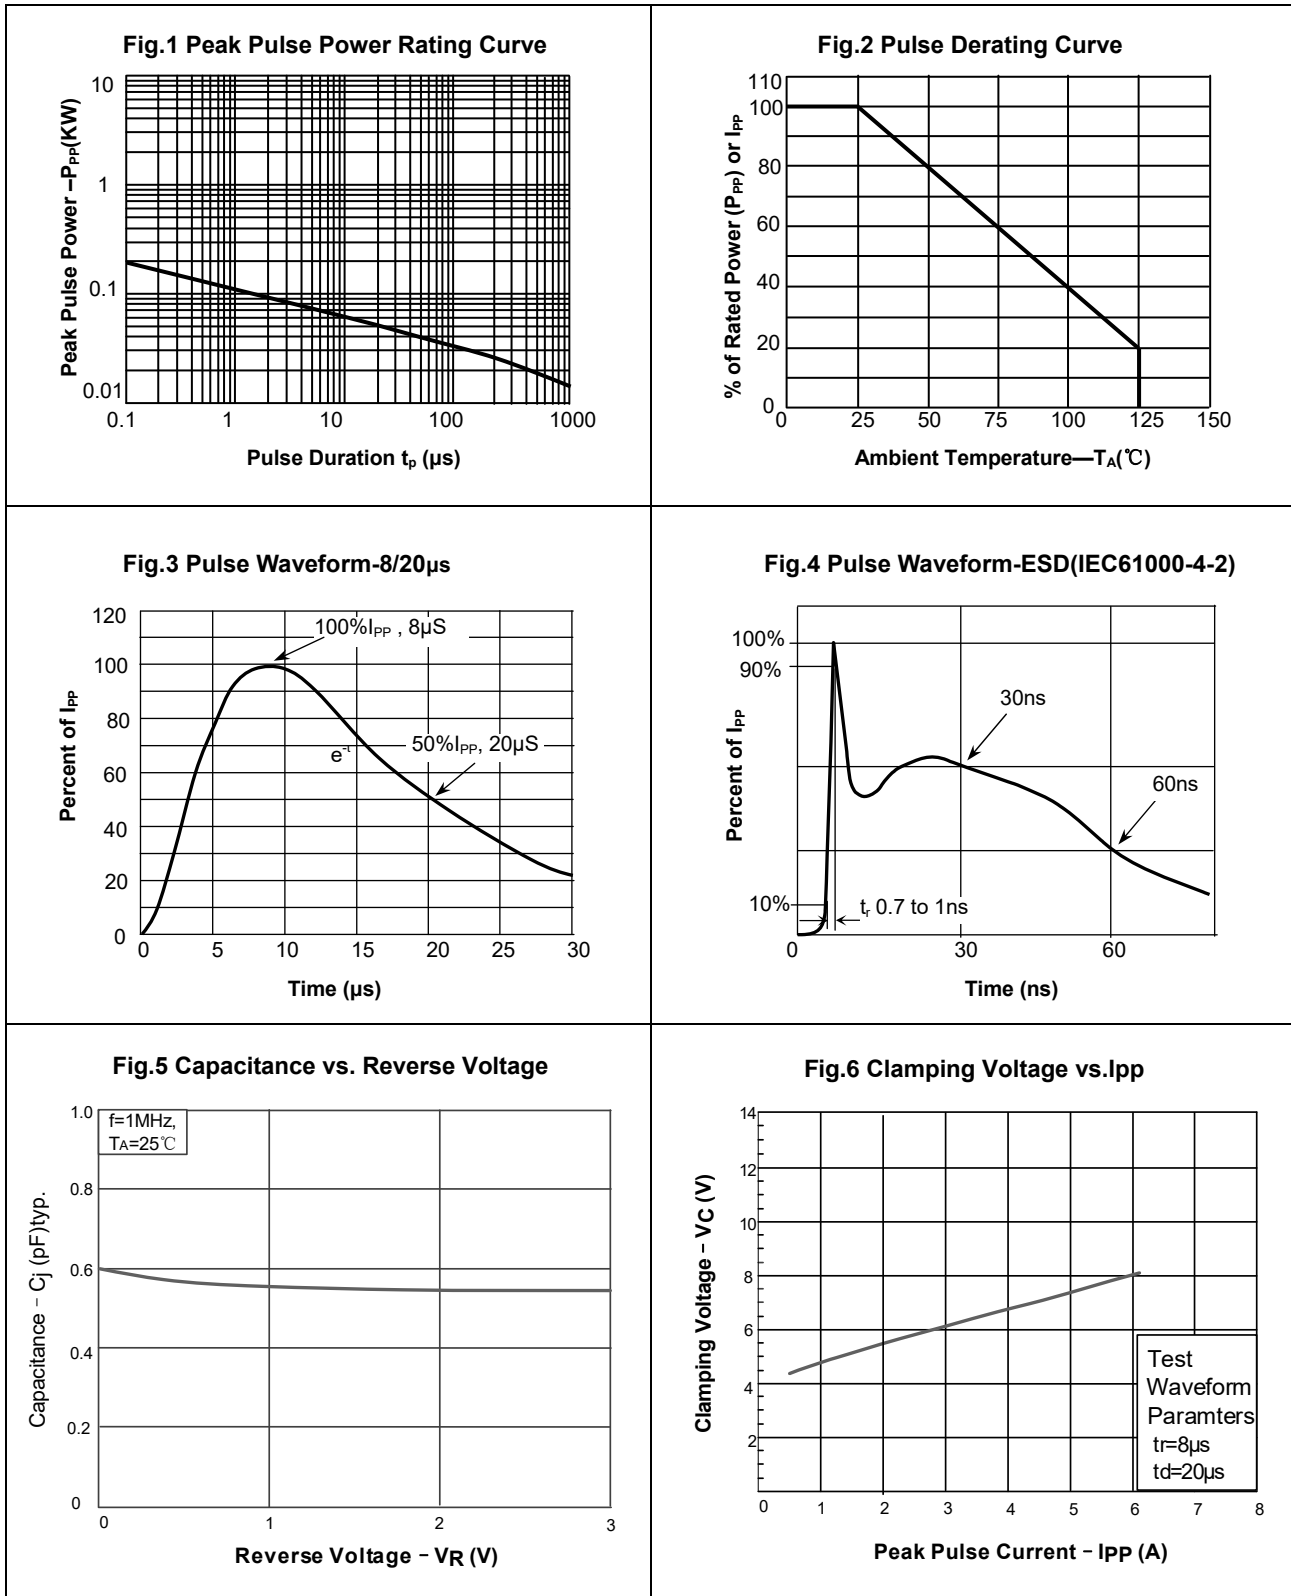 Fig.1 Peak Pulse Power Rating Curve
Peak Pulse Power –PPP(KW)
10
1
0.1
0.01
0.1 1 10 100 1000
Pulse Duration tp (µs)
Fig.2 Pulse Derating Curve
% of Rated Power (PPP) or IPP
110
100
80
60
40
20
0
0 25 50 75 100 125 150
Ambient Temperature—TA(℃)
Fig.3 Pulse Waveform-8/20µs
Percent of IPP
120
100
80
60
40
20
0
100%IPP , 8µS
e-t
50%IPP, 20µS
0 5 10 15 20 25 30
Time (µs)
Fig.4 Pulse Waveform-ESD(IEC61000-4-2)
Percent of IPP
100%
90%
10%
30ns
60ns
tr 0.7 to 1ns
0 30 60
Time (ns)
Fig.5 Capacitance vs. Reverse Voltage
Capacitance – Cj (pF)typ.
1.0
0.8
0.6
0.4
0.2
0
f=1MHz,
TA=25℃
0 1 2 3
Reverse Voltage – VR (V)
Fig.6 Clamping Voltage vs.Ipp
Clamping Voltage – VC (V)
14
12
10
8
6
4
2
Test
Waveform
Paramters
tr=8µs
td=20µs
0 1 2 3 4 5 6 7 8
Peak Pulse Current – IPP (A)